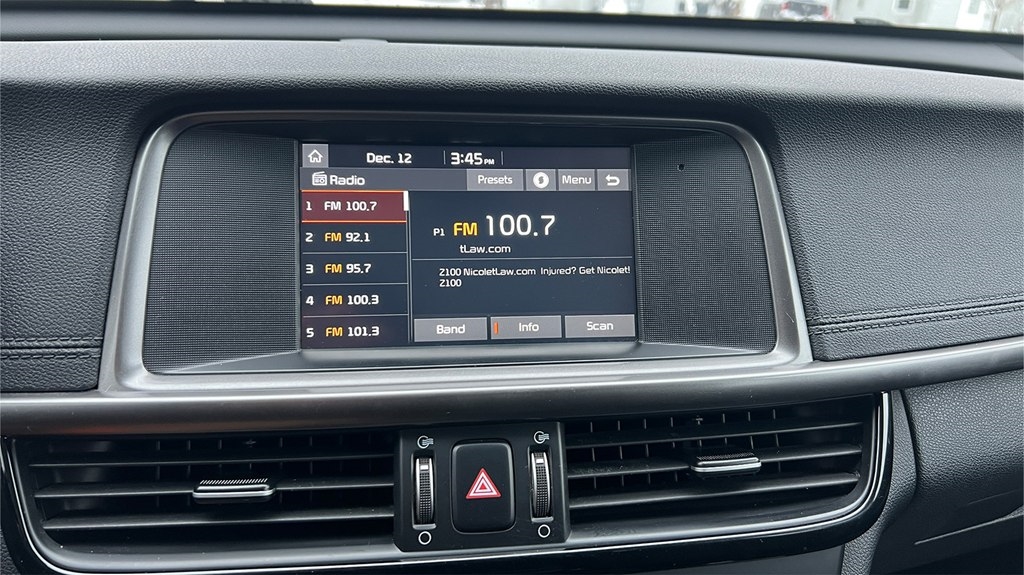 Dec. 12 3:45 PM
Radio Presets Menu
1 FM 100.7
2 FM 92.1
3 FM 95.7
4 FM 100.3
5 FM 101.3
P1 FM 100.7
tLaw.com
Z100 NicoletLaw.com Injured? Get Nicolet!
Z100
Band Info Scan